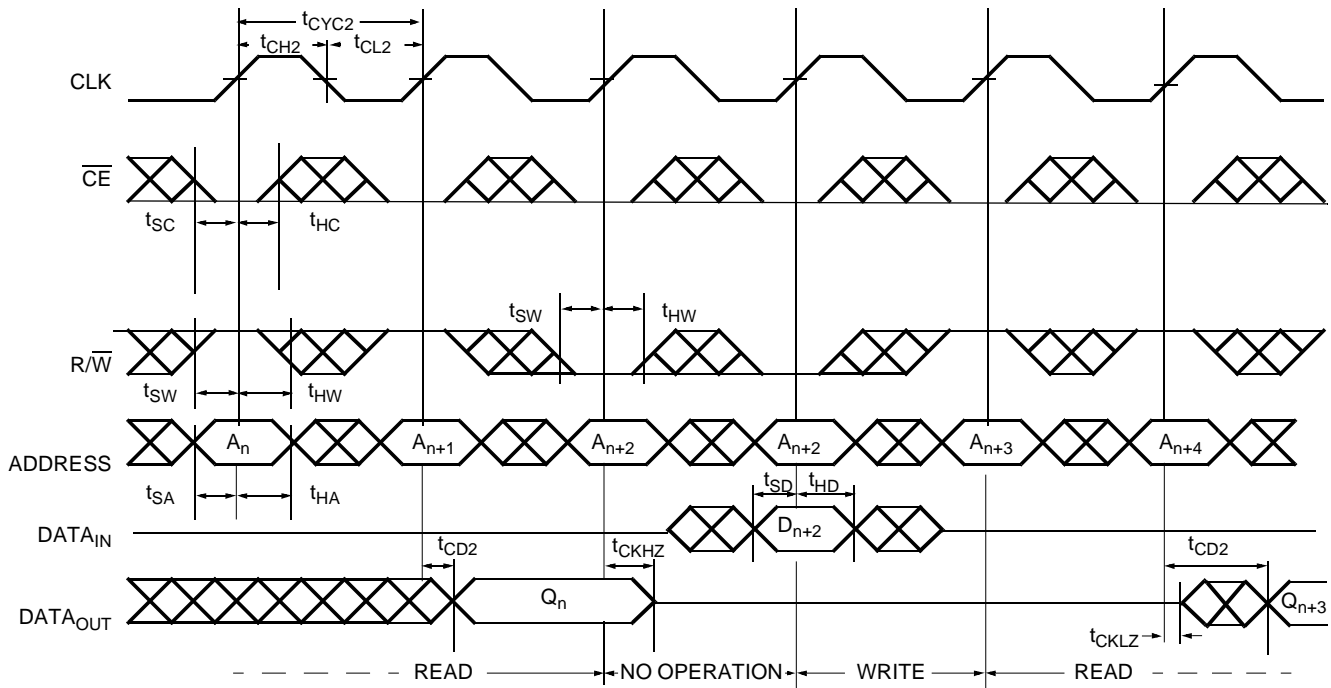 tCYC2
tCH2 tCL2
CLK
CE
tSC tHC
tSW tHW
R/W
tSW tHW
An An+1 An+2 An+2 An+3 An+4
ADDRESS
tSA tHA tSD tHD
DATAIN Dn+2
tCD2 tCKHZ tCD2
DATAOUT Qn Qn+3
tCKLZ
READ NO OPERATION WRITE READ